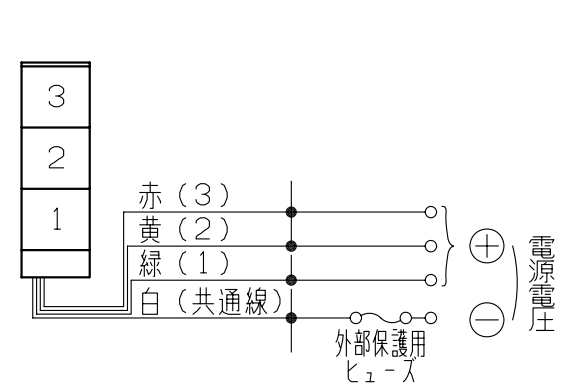 3
2
1
赤(3)
黄(2)
緑(1)
白(共通線)
外部保護用
ヒューズ
+
−
電源電圧